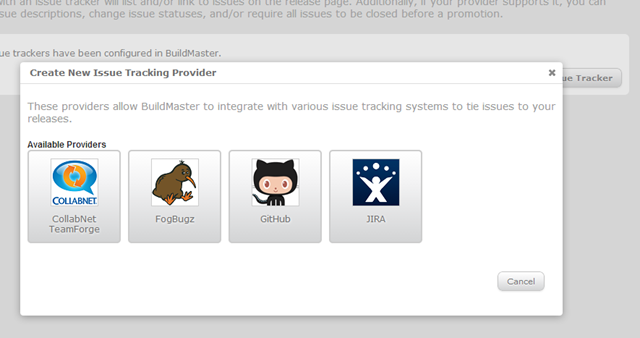 with an issue tracker will list and/or link to issues on the release page. Additionally, if your provider supports it, you can
sue descriptions, change issue statuses, and/or require all issues to be closed before a promotion.
ue trackers have been configured in BuildMaster.
Create New Issue Tracking Provider
ue Tracker
These providers allow BuildMaster to integrate with various issue tracking systems to tie issues to your
releases.
Available Providers
COLLABNET
CollabNet
TeamForge
FogBugz
GitHub
JIRA
Cancel